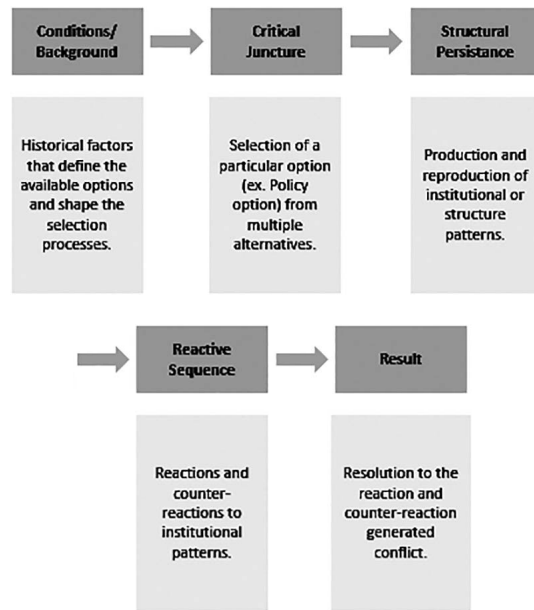 Conditions/
Background
Critical
Juncture
Structural
Persistance
Historical factors
that define the
available options
and shape the
selection
processes.
Selection of a
particular option
(ex. Policy
option) from
multiple
alternatives.
Production and
reproduction of
institutional or
structure
patterns.
Reactive
Sequence
Result
Reactions and
counter-
reactions to
institutional
patterns.
Resolution to the
reaction and
counter-reaction
generated
conflict.